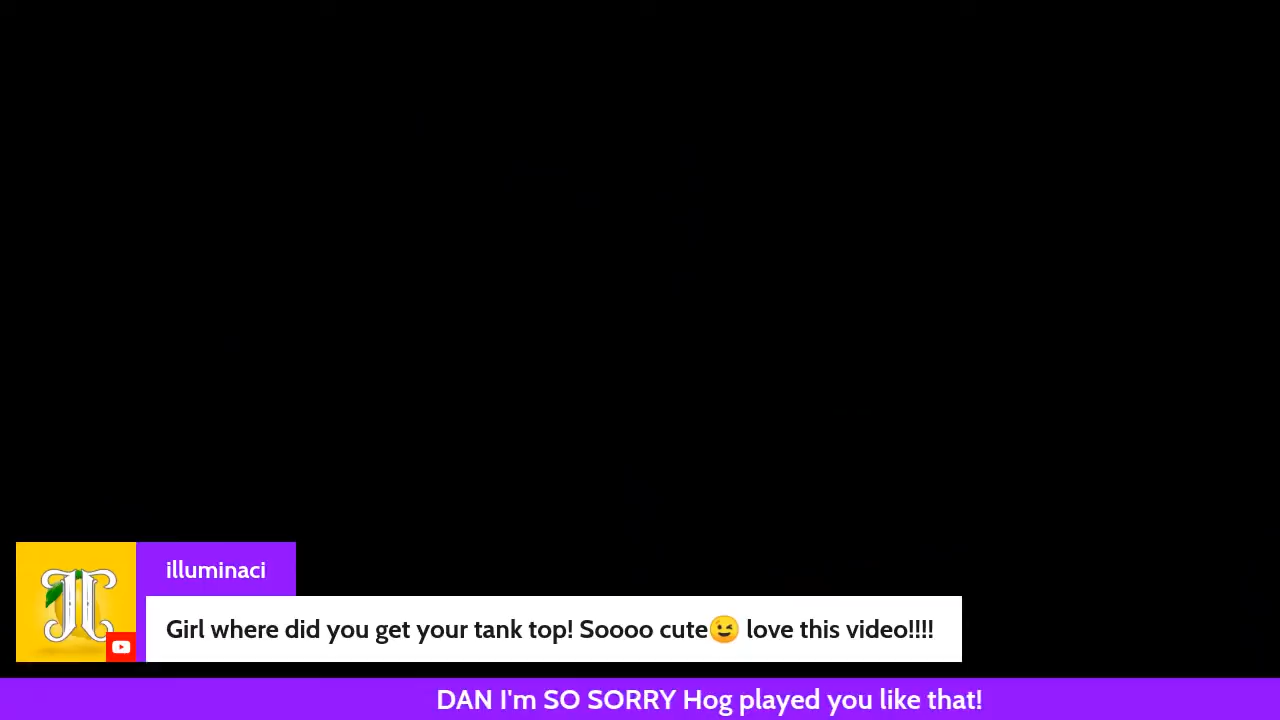 illuminaci
Girl where did you get your tank top! Soooo cute😉 love this video!!!!
DAN I'm SO SORRY Hog played you like that!